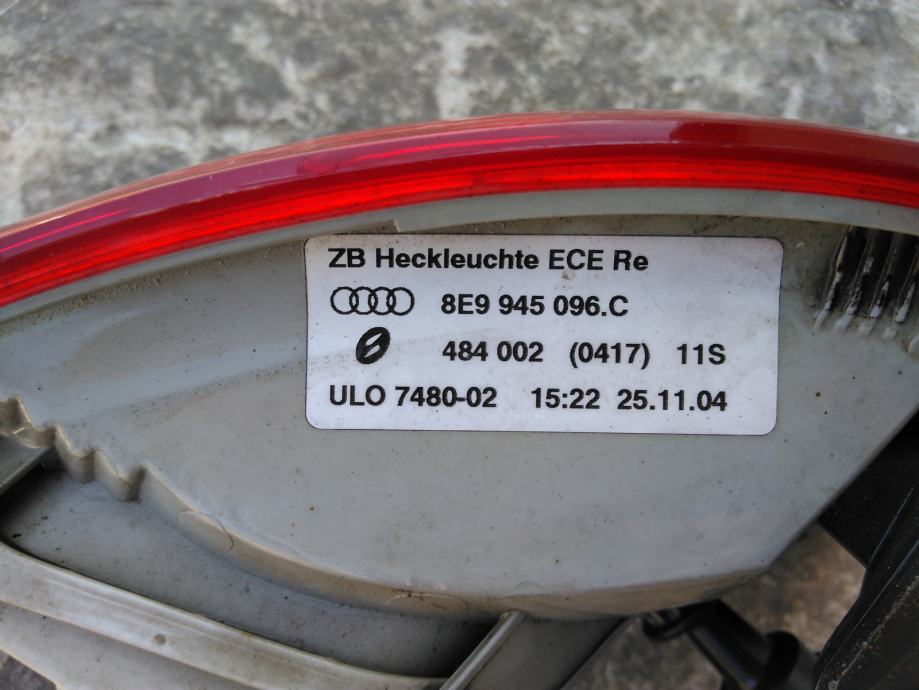 ZB Heckleuchte ECE Re
8E9 945 096.C
484 002 (0417) 11S
ULO 7480-02 15:22 25.11.04